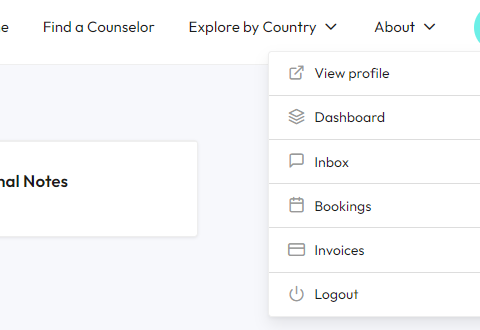 Find a Counselor Explore by Country About
View profile
Dashboard
Inbox
nal Notes
Bookings
Invoices
Logout